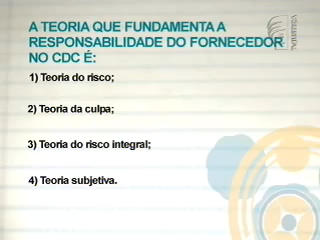 A TEORIA QUE FUNDAMENTA A
RESPONSABILIDADE DO FORNECEDOR
NO CDC É:
1) Teoria do risco;
2) Teoria da culpa;
3) Teoria do risco integral;
4) Teoria subjetiva.